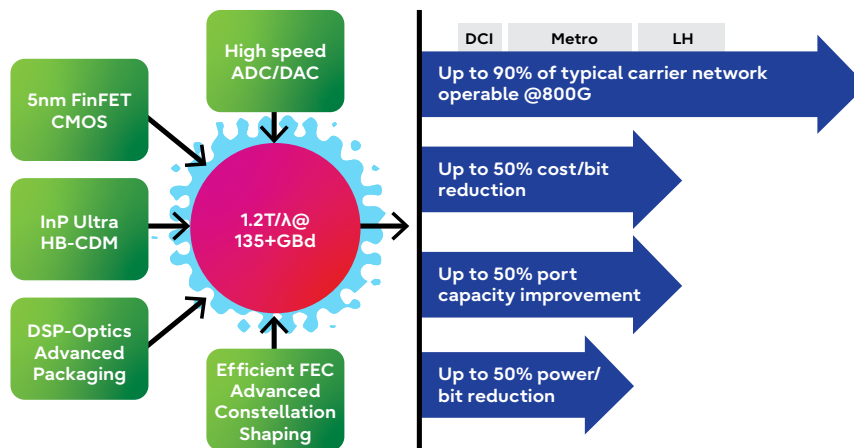 High speed
ADC/DAC
5nm FinFET
CMOS
InP Ultra
HB-CDM
DSP-Optics
Advanced
Packaging
Efficient FEC
Advanced
Constellation
Shaping
1.2T/λ@
135+GBd
DCI
Metro
LH
Up to 90% of typical carrier network
operable @800G
Up to 50% cost/bit
reduction
Up to 50% port
capacity improvement
Up to 50% power/
bit reduction